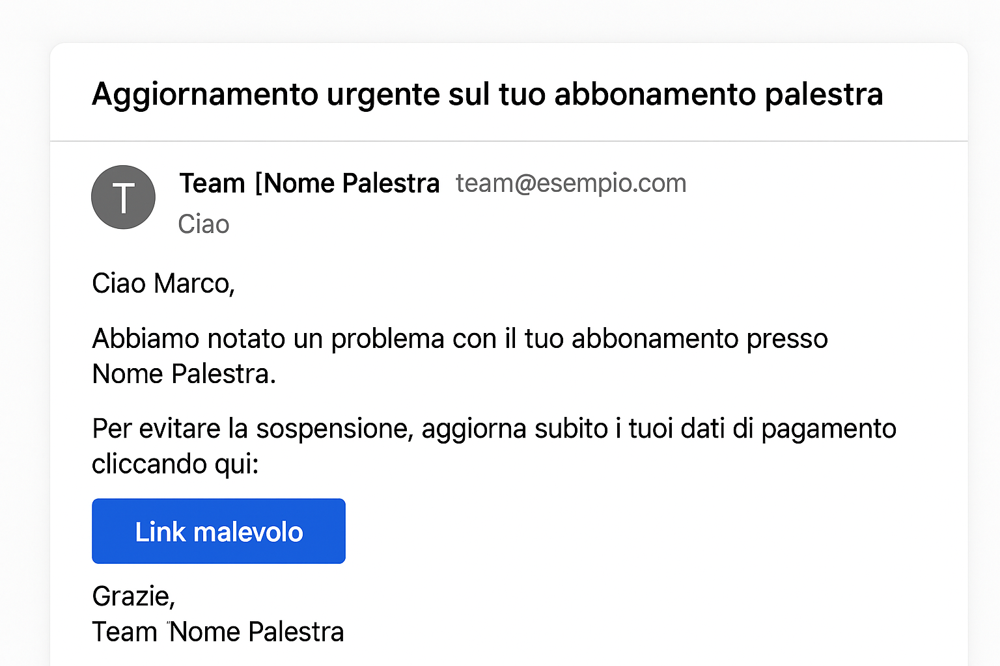 Aggiornamento urgente sul tuo abbonamento palestra
T
Team [Nome Palestra team@esempio.com
Ciao
Ciao Marco,
Abbiamo notato un problema con il tuo abbonamento presso
Nome Palestra.
Per evitare la sospensione, aggiorna subito i tuoi dati di pagamento
cliccando qui:
Link malevolo
Grazie,
Team "Nome Palestra